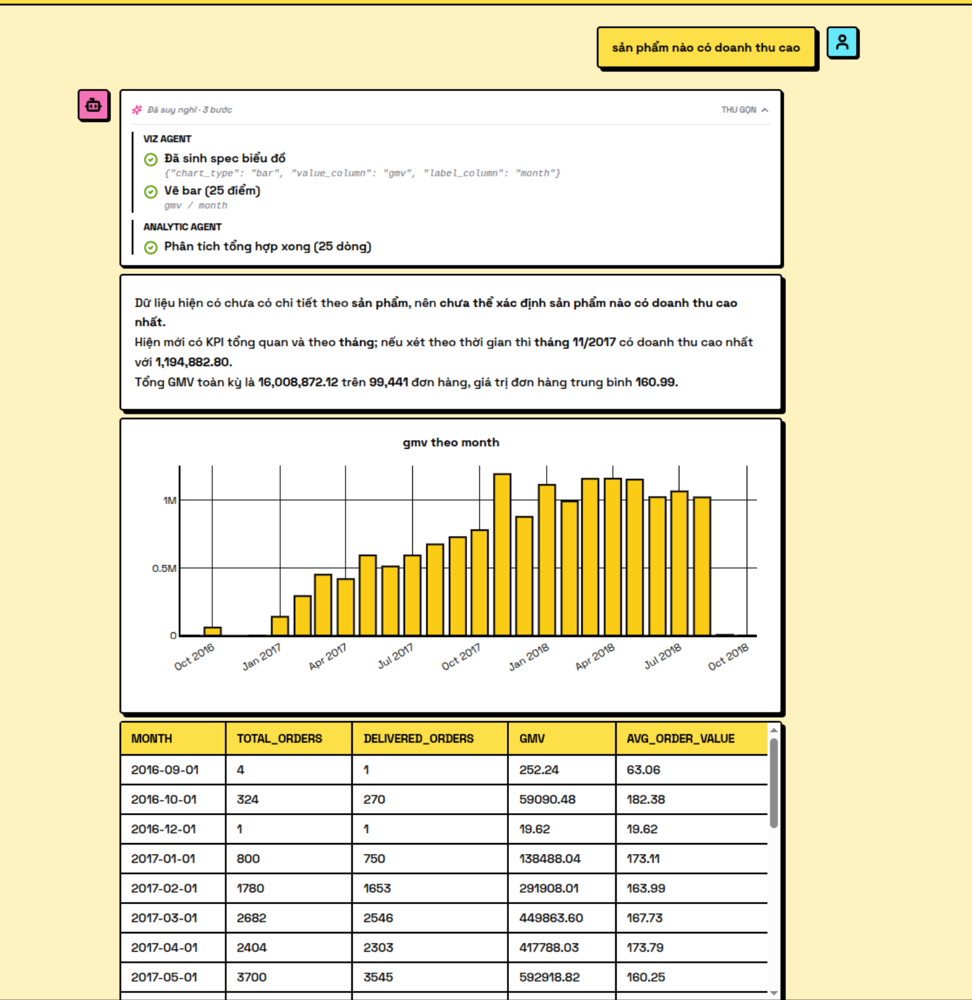 sản phẩm nào có doanh thu cao
Đã suy nghĩ · 3 bước
THU GỌN
VIZ AGENT
Đã sinh spec biểu đồ
{"chart_type": "bar", "value_column": "gmv", "label_column": "month"}
Vẽ bar (25 điểm)
gmv / month
ANALYTIC AGENT
Phân tích tổng hợp xong (25 dòng)
Dữ liệu hiện có chưa có chi tiết theo sản phẩm, nên chưa thể xác định sản phẩm nào có doanh thu cao
nhất.
Hiện mới có KPI tổng quan và theo tháng; nếu xét theo thời gian thì tháng 11/2017 có doanh thu cao nhất
với 1,194,882.80.
Tổng GMV toàn kỳ là 16,008,872.12 trên 99,441 đơn hàng, giá trị đơn hàng trung bình 160.99.
gmv theo month
1M
0.5M
0
Oct 2016 Jan 2017 Apr 2017 Jul 2017 Oct 2017 Jan 2018 Apr 2018 Jul 2018 Oct 2018
MONTH TOTAL_ORDERS DELIVERED_ORDERS GMV AVG_ORDER_VALUE
2016-09-01 4 1 252.24 63.06
2016-10-01 324 270 59090.48 182.38
2016-12-01 1 1 19.62 19.62
2017-01-01 800 750 138488.04 173.11
2017-02-01 1780 1653 291908.01 163.99
2017-03-01 2682 2546 449863.60 167.73
2017-04-01 2404 2303 417788.03 173.79
2017-05-01 3700 3545 592918.82 160.25